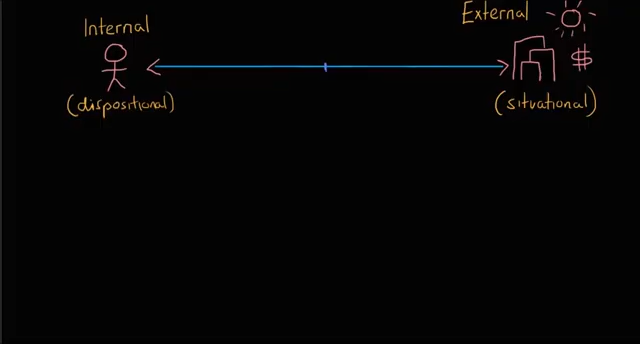 Internal
(dispositional)
External
$
(situational)